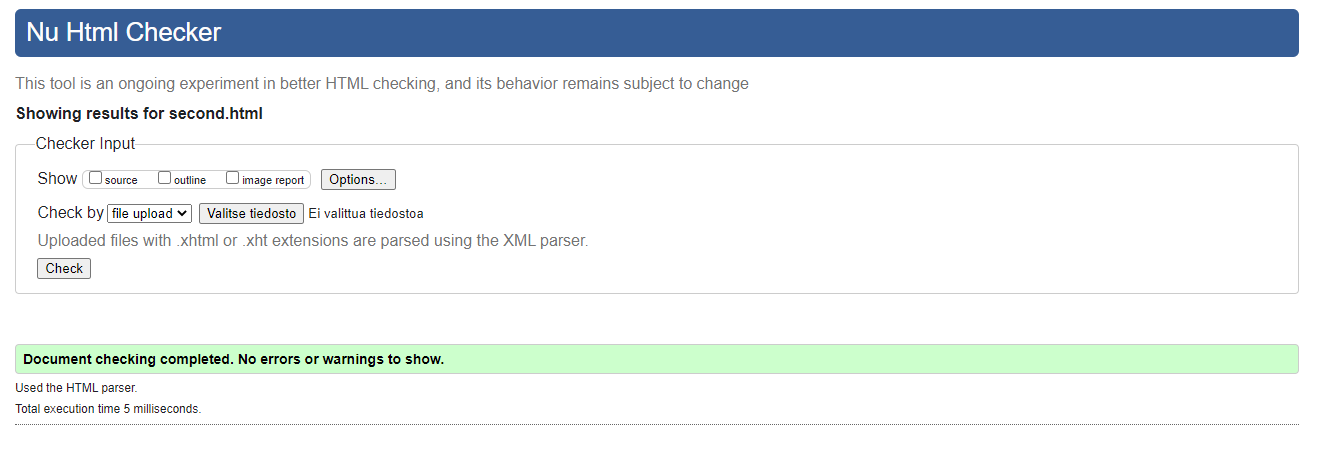 Nu Html Checker
This tool is an ongoing experiment in better HTML checking, and its behavior remains subject to change
Showing results for second.html
Checker Input
Show source outline image report Options...
Check by file upload Valitse tiedosto Ei valittua tiedostoa
Uploaded files with .xhtml or .xht extensions are parsed using the XML parser.
Check
Document checking completed. No errors or warnings to show.
Used the HTML parser.
Total execution time 5 milliseconds.